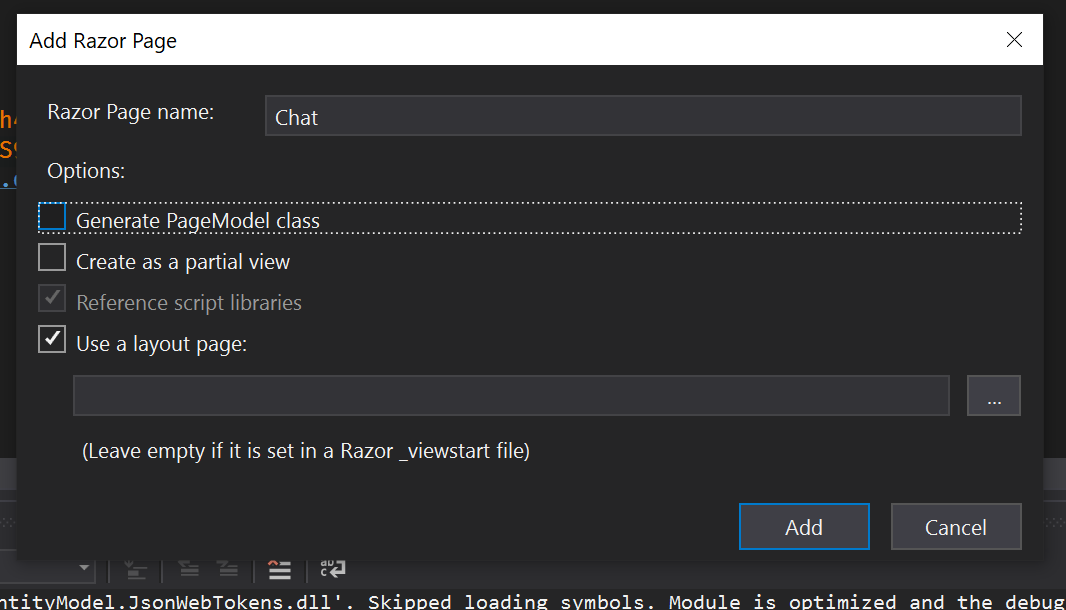 Add Razor Page
Razor Page name:
Chat
Options:
Generate PageModel class
Create as a partial view
Reference script libraries
Use a layout page:
...
(Leave empty if it is set in a Razor _viewstart file)
Add
Cancel
ntityModel.JsonWebTokens.dll'. Skipped loading symbols. Module is optimized and the debug